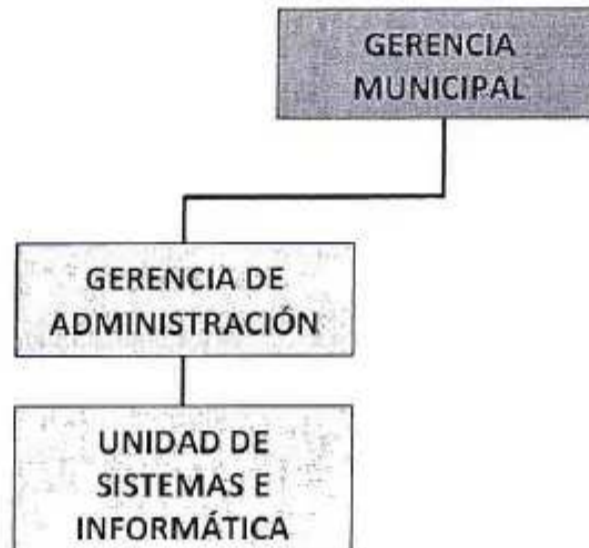 GERENCIA
MUNICIPAL
GERENCIA DE
ADMINISTRACIÓN
UNIDAD DE
SISTEMAS E
INFORMÁTICA